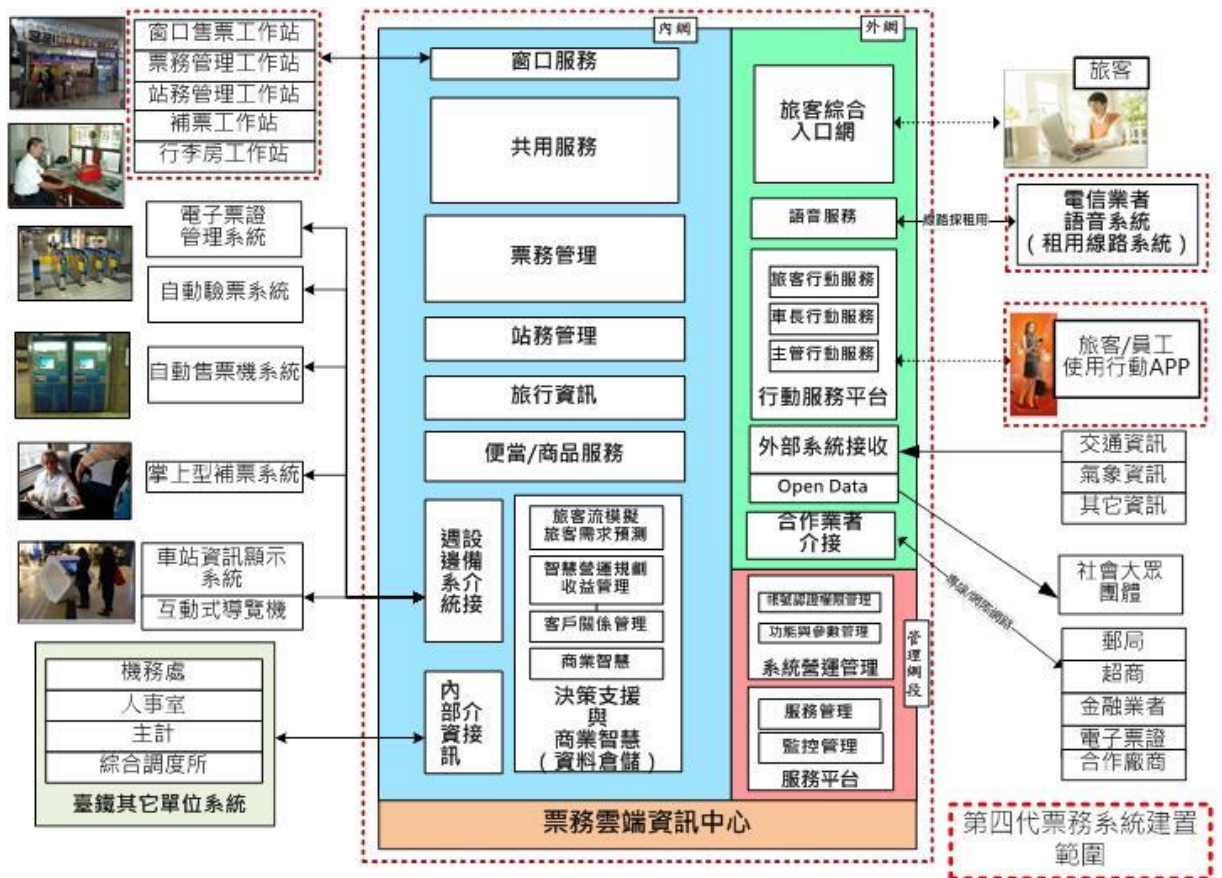 窗口售票工作站
票務管理工作站
站務管理工作站
補票工作站
行李房工作站
電子票證
管理系統
自動驗票系統
自動售票機系統
掌上型補票系統
車站資訊顯示
系統
互動式導覽機
機務處
人事室
主計
綜合調度所
臺鐵其它單位系統
內網
窗口服務
共用服務
票務管理
站務管理
旅行資訊
便當/商品服務
週設
邊備
系介
統接
內
部介
資接
訊
旅客流模擬
旅客需求預測
智慧營運規劃
收益管理
客戶關係管理
商業智慧
決策支援
與
商業智慧
(資料倉儲)
外網
旅客綜合
入口網
語音服務
旅客行動服務
車長行動服務
主管行動服務
行動服務平台
外部系統接收
Open Data
合作業者
介接
帳號認證權限管理
功能與參數管理
系統營運管理
服務管理
監控管理
服務平台
管理網段
票務雲端資訊中心
旅客
線路採租用
電信業者
語音系統
(租用線路系統)
旅客/員工
使用行動APP
交通資訊
氣象資訊
其它資訊
社會大眾
團體
專線/網際網路
郵局
超商
金融業者
電子票證
合作廠商
第四代票務系統建置
範圍